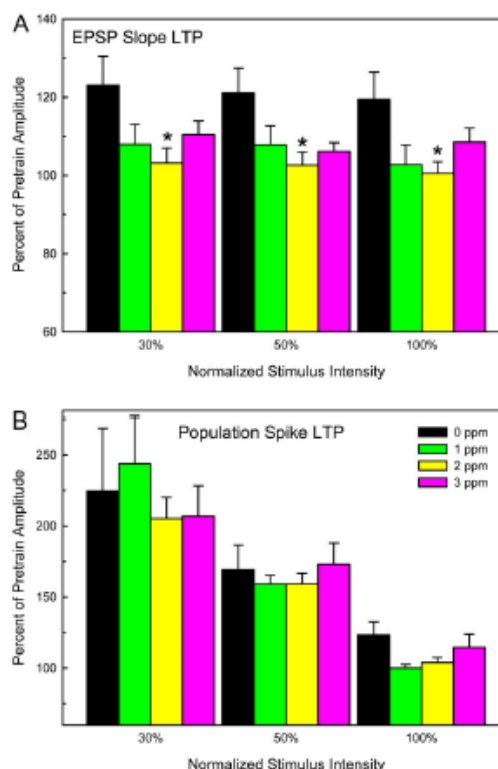 A
EPSP Slope LTP
140
120
100
80
60
Percent of Pretrain Amplitude
*
*
*
30%
50%
100%
Normalized Stimulus Intensity
B
Population Spike LTP
0 ppm
1 ppm
2 ppm
3 ppm
250
200
150
100
Percent of Pretrain Amplitude
30%
50%
100%
Normalized Stimulus Intensity